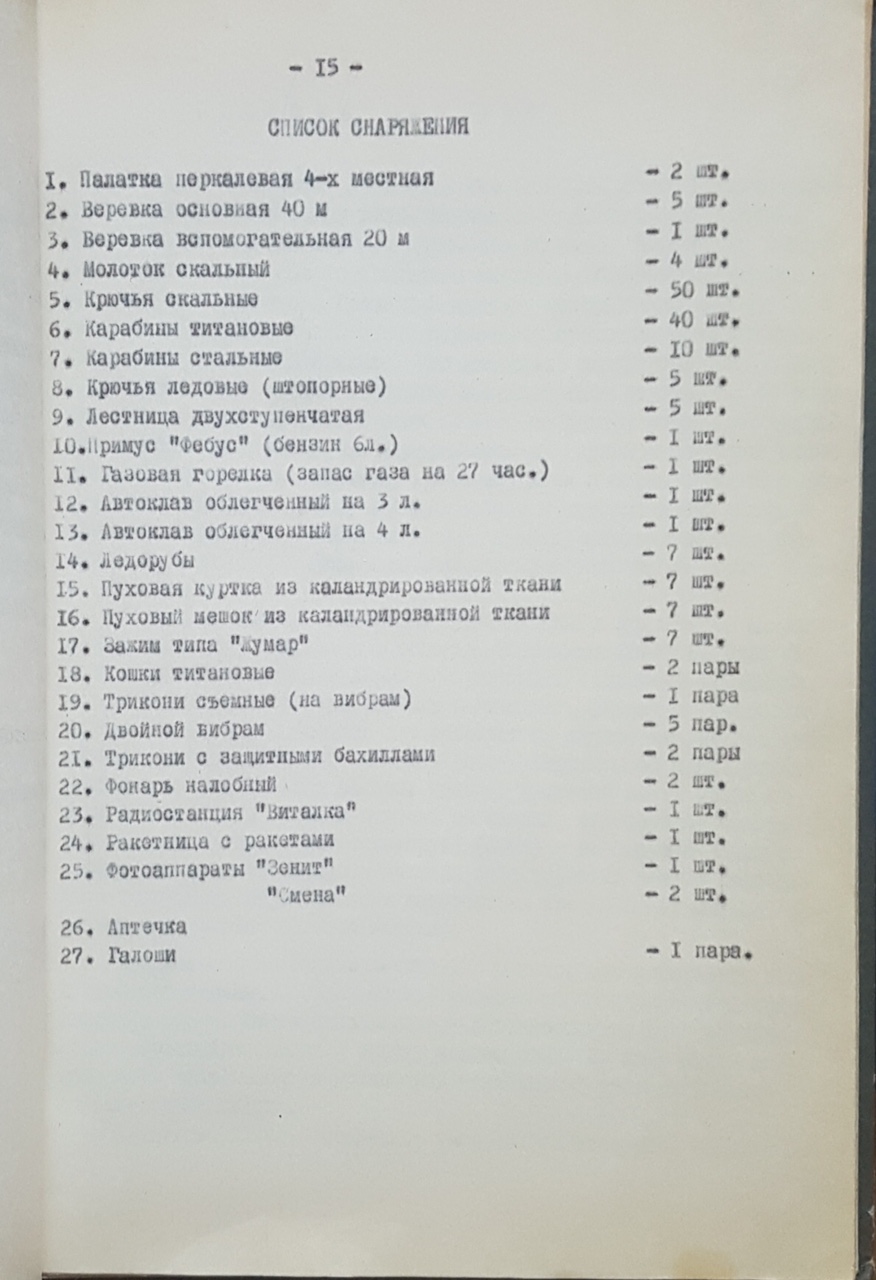 - I5 -
СПИСОК СНАРЯЖЕНИЯ
I. Палатка перкалевая 4-х местная - 2 шт.
2. Веревка основная 40 м - 5 шт.
3. Веревка вспомогательная 20 м - I шт.
4. Молоток скальный - 4 шт.
5. Крючья скальные - 50 шт.
6. Карабины титановые - 40 шт.
7. Карабины стальные - I0 шт.
8. Крючья ледовые (штопорные) - 5 шт.
9. Лестница двухступенчатая - 5 шт.
I0.Примус "Фебус" (бензин 6л.) - I шт.
II. Газовая горелка (запас газа на 27 час.) - I шт.
I2. Автоклав облегченный на 3 л. - I шт.
I3. Автоклав облегченный на 4 л. - I шт.
I4. Ледорубы - 7 шт.
I5. Пуховая куртка из каландрированной ткани - 7 шт.
I6. Пуховый мешок из каландрированной ткани - 7 шт.
I7. Зажим типа "Жумар" - 7 шт.
I8. Кошки титановые - 2 пары
I9. Трикони съемные (на вибрам) - I пара
20. Двойной вибрам - 5 пар.
2I. Трикони с защитными бахиллами - 2 пары
22. Фонарь налобный - 2 шт.
23. Радиостанция "Виталка" - I шт.
24. Ракетница с ракетами - I шт.
25. Фотоаппараты "Зенит" - I шт.
"Смена" - 2 шт.
26. Аптечка
27. Галоши - I пара.